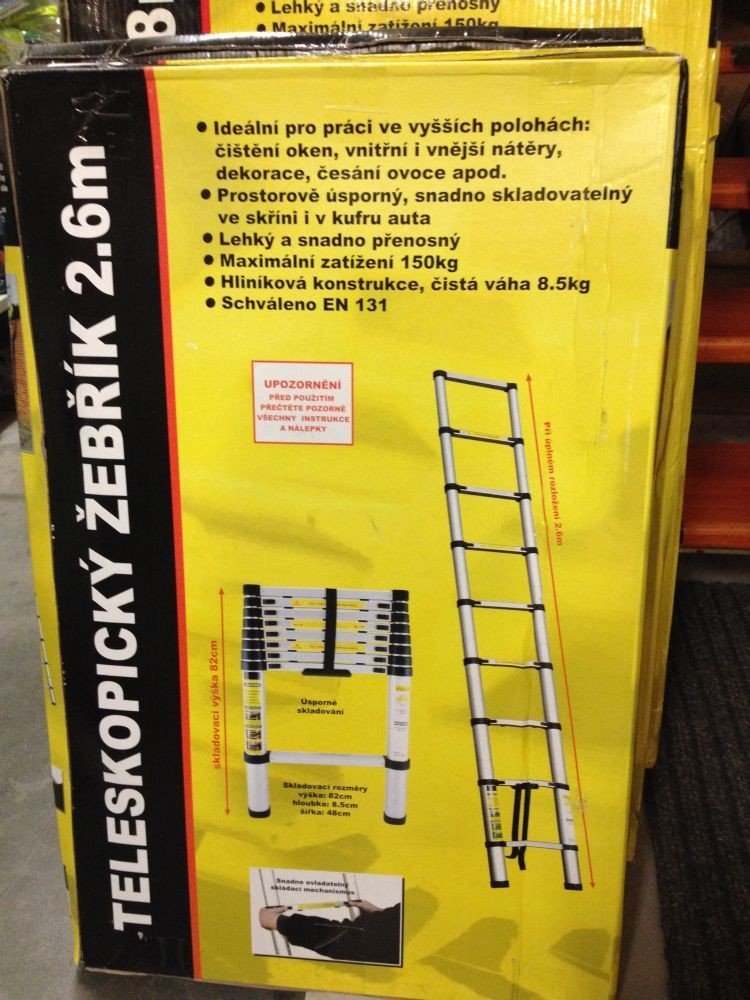 Lehký a snadno přenosný
Maximální zatížení 150kg
TELESKOPICKÝ ŽEBŘÍK 2.6m
• Ideální pro práci ve vyšších polohách:
čištění oken, vnitřní i vnější nátěry,
dekorace, česání ovoce apod.
• Prostorově úsporný, snadno skladovatelný
ve skříni i v kufru auta
• Lehký a snadno přenosný
• Maximální zatížení 150kg
• Hliníková konstrukce, čistá váha 8.5kg
• Schváleno EN 131
UPOZORNĚNÍ
PŘED POUŽITÍM
PŘEČTĚTE POZORNĚ
VŠECHNY INSTRUKCE
A NÁLEPKY
Při úplném rozložení 2.6m
skladovací výška 82cm
Úsporné
skladování
Skladovací rozměry
výška: 82cm
hloubka: 8.5cm
šířka: 48cm
Snadno ovladatelný
skládací mechanismus